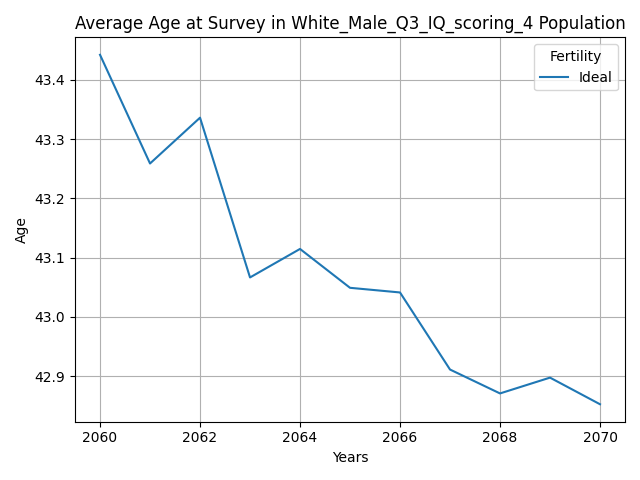 Average Age at Survey in White_Male_Q3_IQ_scoring_4 Population
Fertility
Ideal
43.4
43.3
43.2
43.1
43.0
42.9
Age
2060 2062 2064 2066 2068 2070
Years